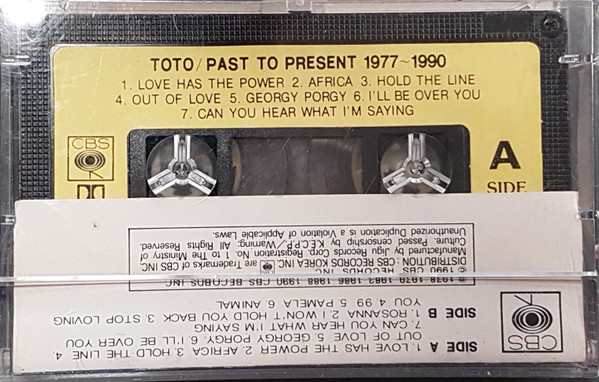 TOTO/PAST TO PRESENT 1977~1990
1. LOVE HAS THE POWER 2. AFRICA 3. HOLD THE LINE
4. OUT OF LOVE 5. GEORGY PORGY 6. I'LL BE OVER YOU
7. CAN YOU HEAR WHAT I'M SAYING
CBS
A
SIDE
CBS
SIDE A 1. LOVE HAS THE POWER 2. AFRICA 3. HOLD THE LINE 4.
OUT OF LOVE 5. GEORGY PORGY. 6. I'LL BE OVER YOU
7. CAN YOU HEAR WHAT I'M SAYING
SIDE B 1. ROSANNA 2. I WON'T HOLD YOU BACK 3. STOP LOVING
YOU 4. 99 5. PAMELA 6. ANIMAL
1978 1983 1986 1988 1990 CBS RECORDS INC
©1990 CBS RECORDS INC
DISTRIBUTION : CBS RECORDS KOREA INC/ are Trademarks of CBS INC
Manufactured by Jigu Records Corp. Registration No. 1 to The Ministry of
Culture. Passed censorship by K.E.C.P.P./Warning: All Rights Reserved.
Unauthorized Duplication is a Violation of Applicable Laws.